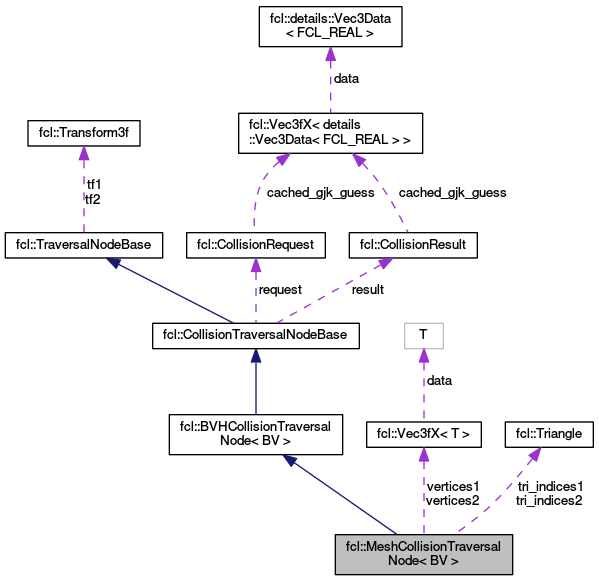 fcl::details::Vec3Data
< FCL_REAL >
data
fcl::Transform3f
fcl::Vec3fX< details
::Vec3Data< FCL_REAL > >
tf1
tf2
cached_gjk_guess
cached_gjk_guess
fcl::TraversalNodeBase
fcl::CollisionRequest
fcl::CollisionResult
request
result
fcl::CollisionTraversalNodeBase
T
data
fcl::BVHCollisionTraversal
Node< BV >
fcl::Vec3fX< T >
fcl::Triangle
vertices1
vertices2
tri_indices1
tri_indices2
fcl::MeshCollisionTraversal
Node< BV >